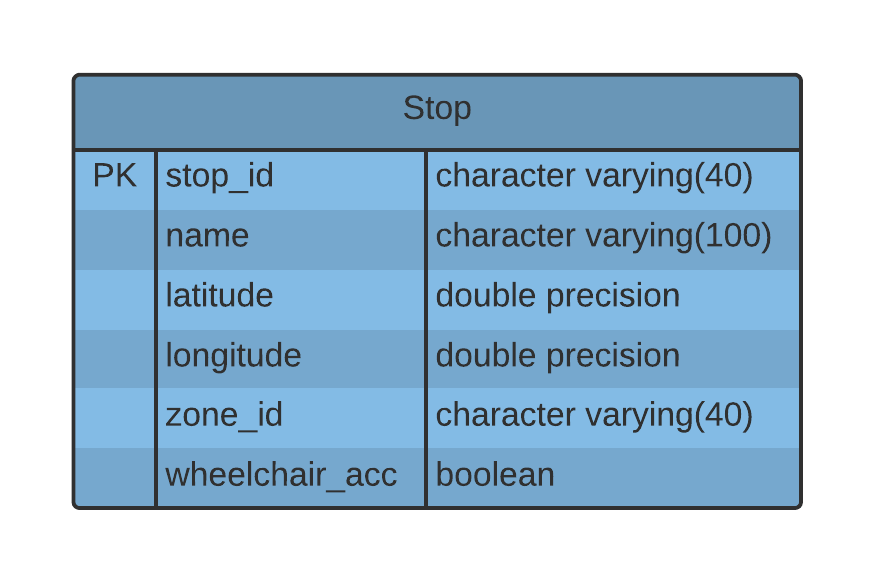 Stop
PK stop_id character varying(40)
name character varying(100)
latitude double precision
longitude double precision
zone_id character varying(40)
wheelchair_acc boolean